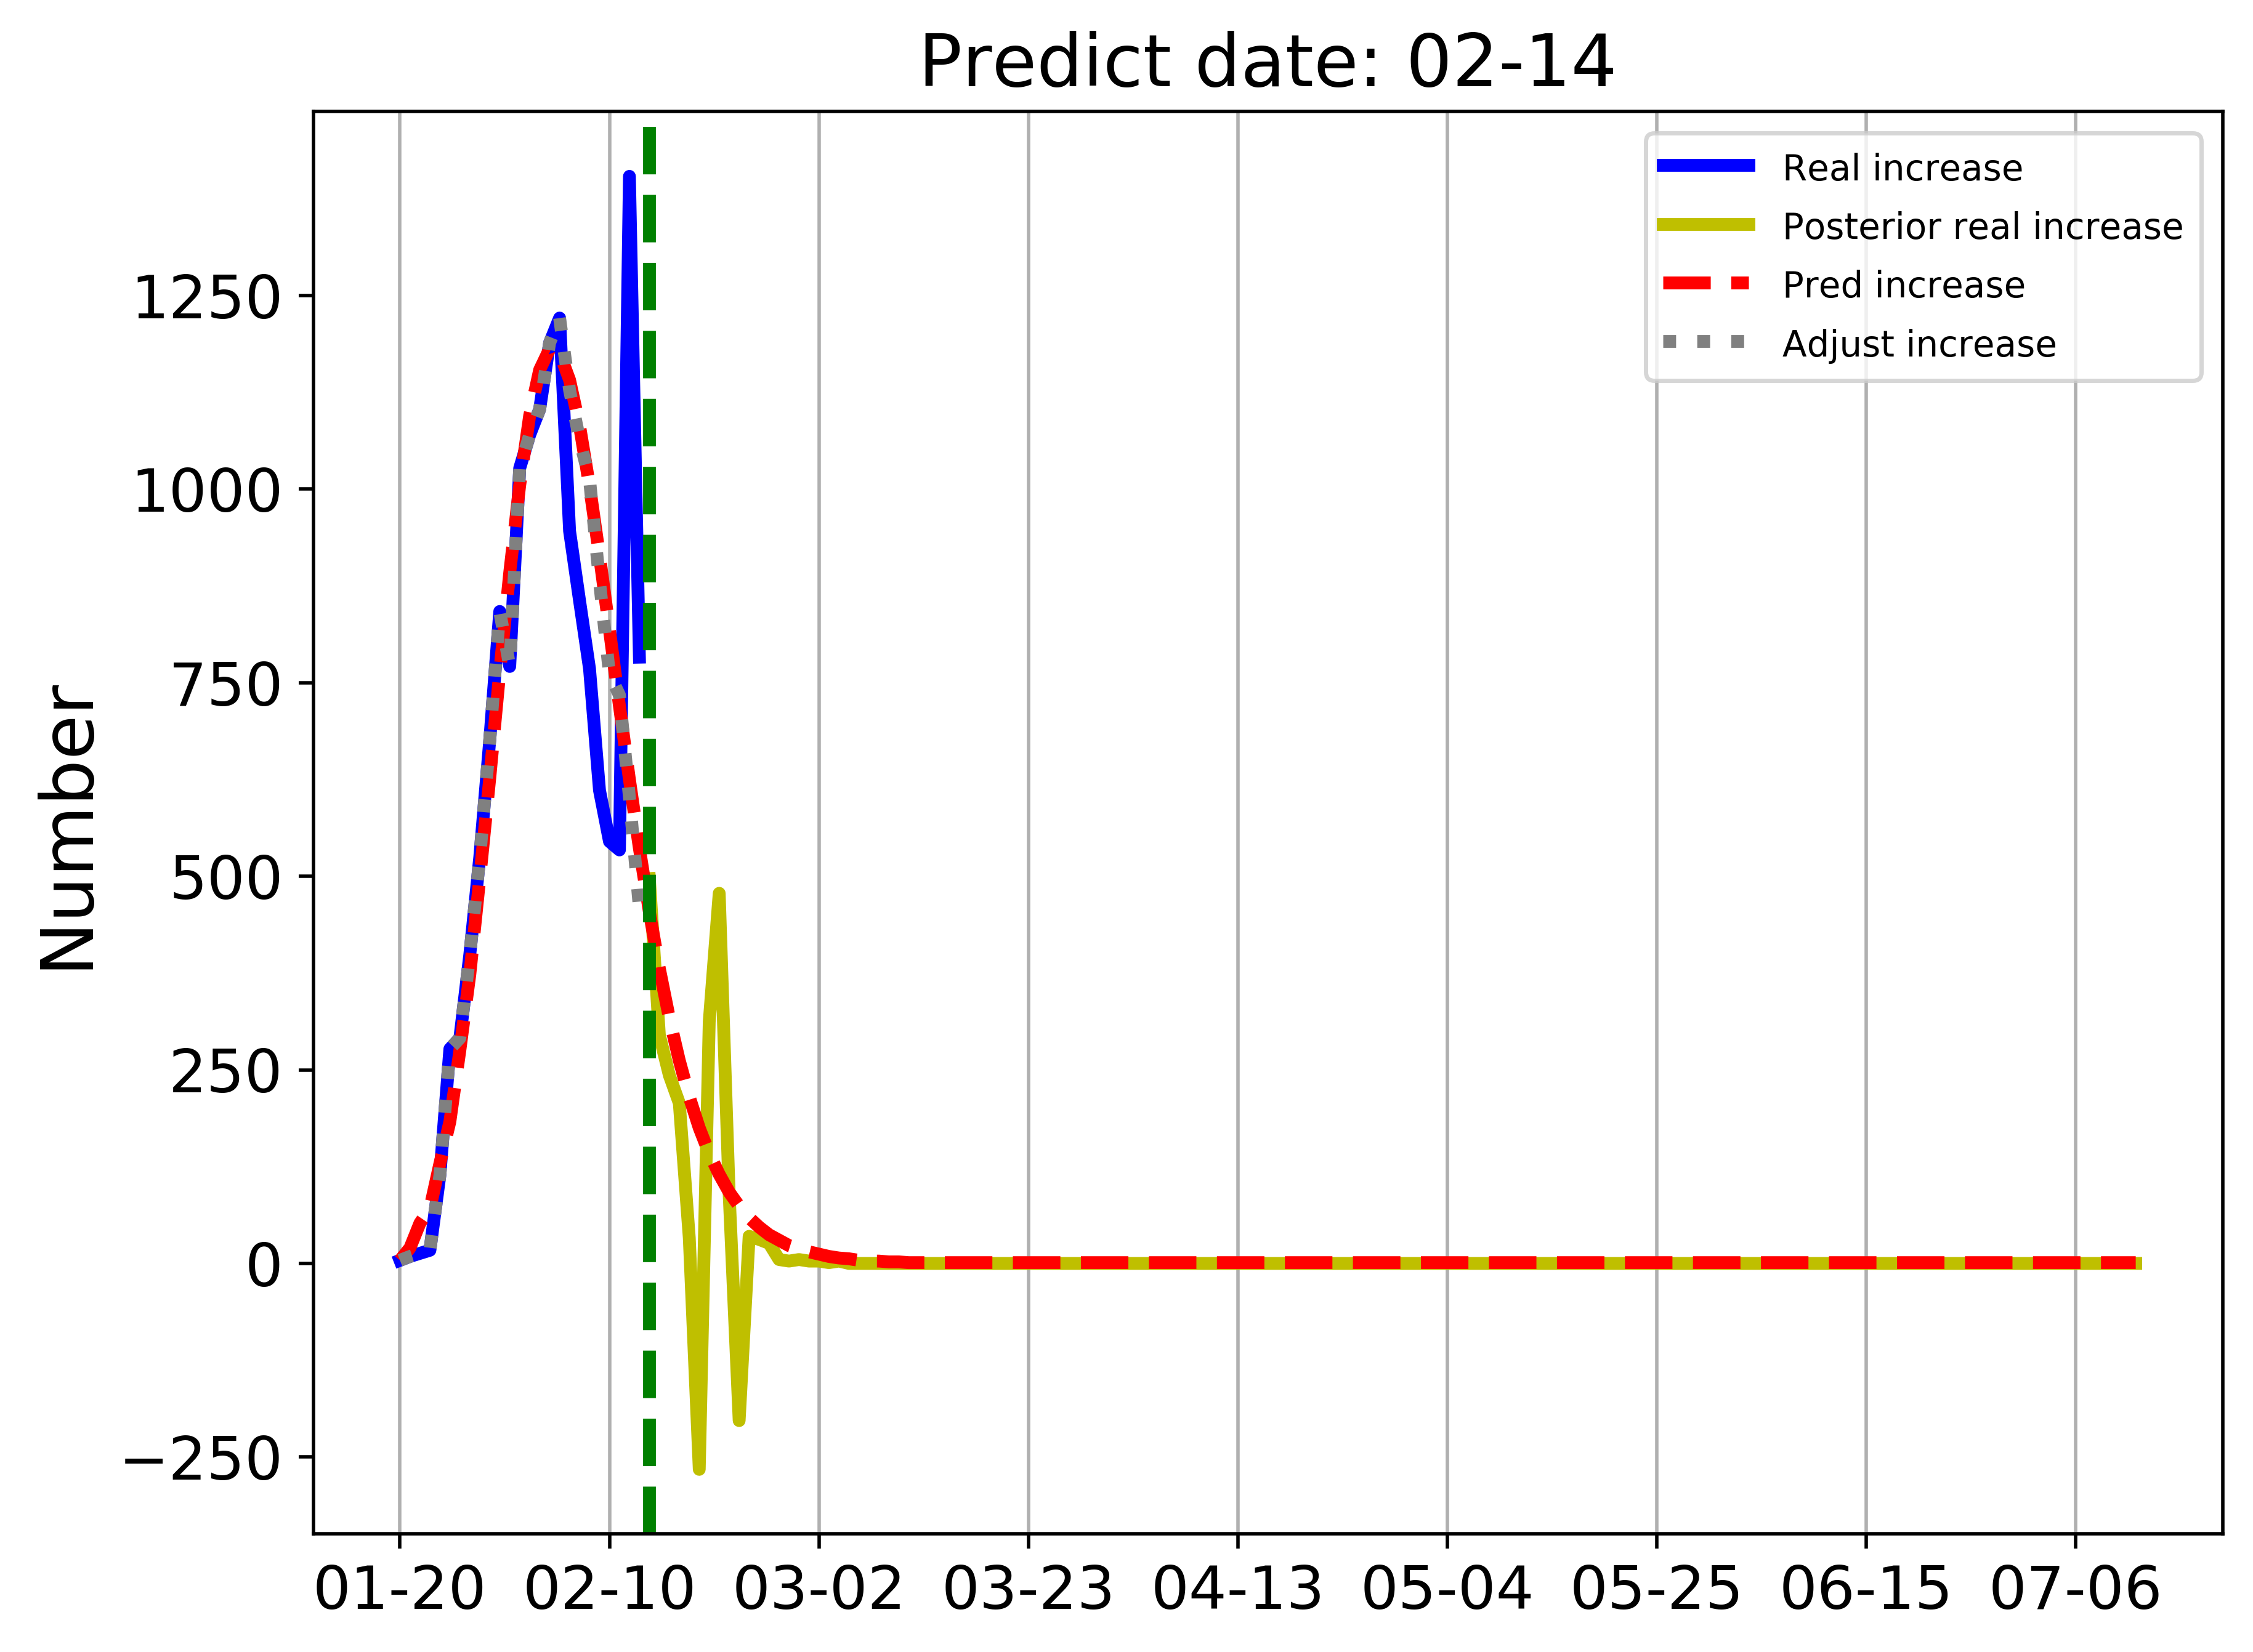 Predict date: 02-14
Real increase
Posterior real increase
Pred increase
Adjust increase
Number
1250
1000
750
500
250
0
−250
01-20 02-10 03-02 03-23 04-13 05-04 05-25 06-15 07-06